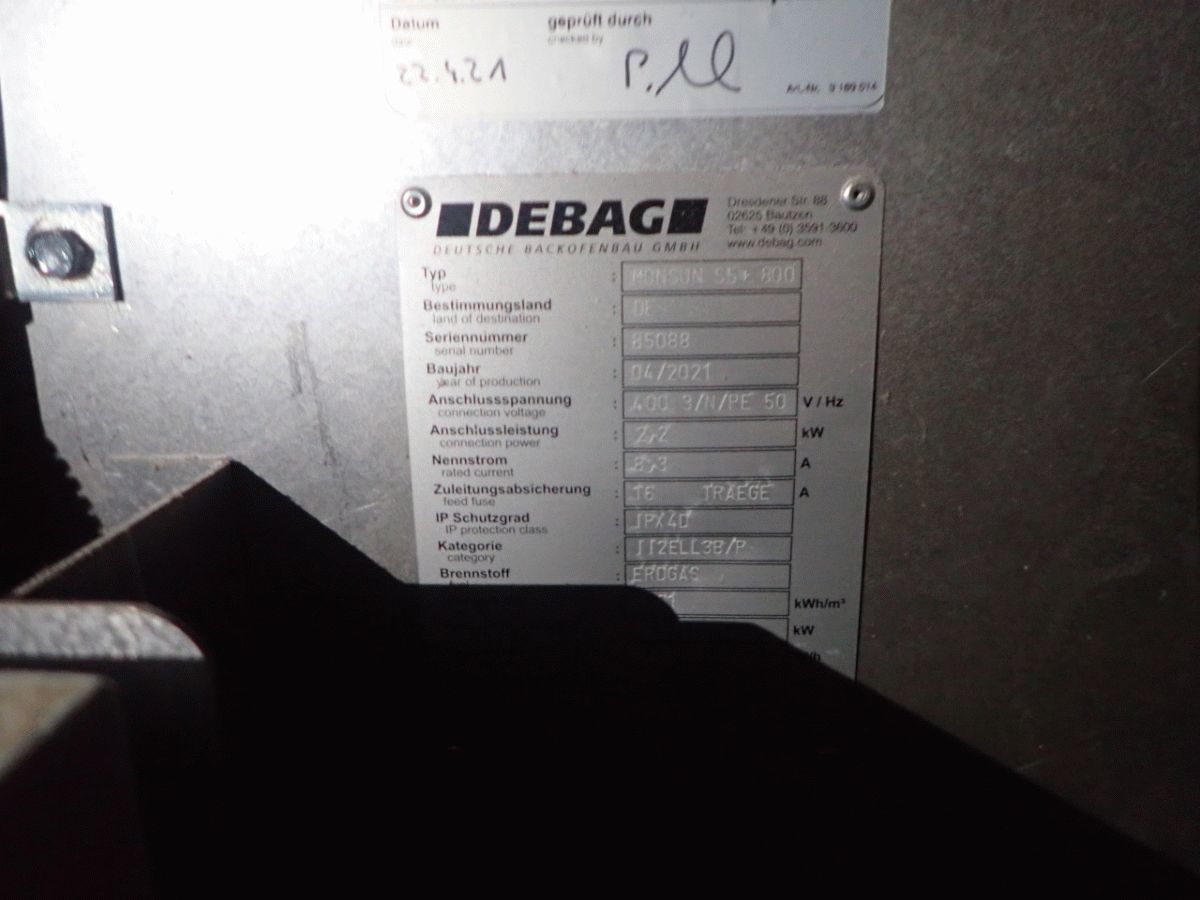 Datum geprüft durch
date checked by
22.4.21
Art.-Nr. 9 189 014
DEBAG
DEUTSCHE BACKOFENBAU GMBH
Dresdener Str. 88
02625 Bautzen
Tel: +49 (0) 3591 3600
www.debag.com
Typ : MONSUN S5+ 800
type
Bestimmungsland : DE
land of destination
Seriennummer : 85088
serial number
Baujahr : 04/2021
year of production
Anschlussspannung : 400 3/N/PE 50 V / Hz
connection voltage
Anschlussleistung : 2,2 kW
connection power
Nennstrom : 8,3 A
rated current
Zuleitungsabsicherung : 16 TRAEGE A
feed fuse
IP Schutzgrad : IPX4D
IP protection class
Kategorie : II2ELL3B/P
category
Brennstoff : ERDGAS
kWh/m³
kW